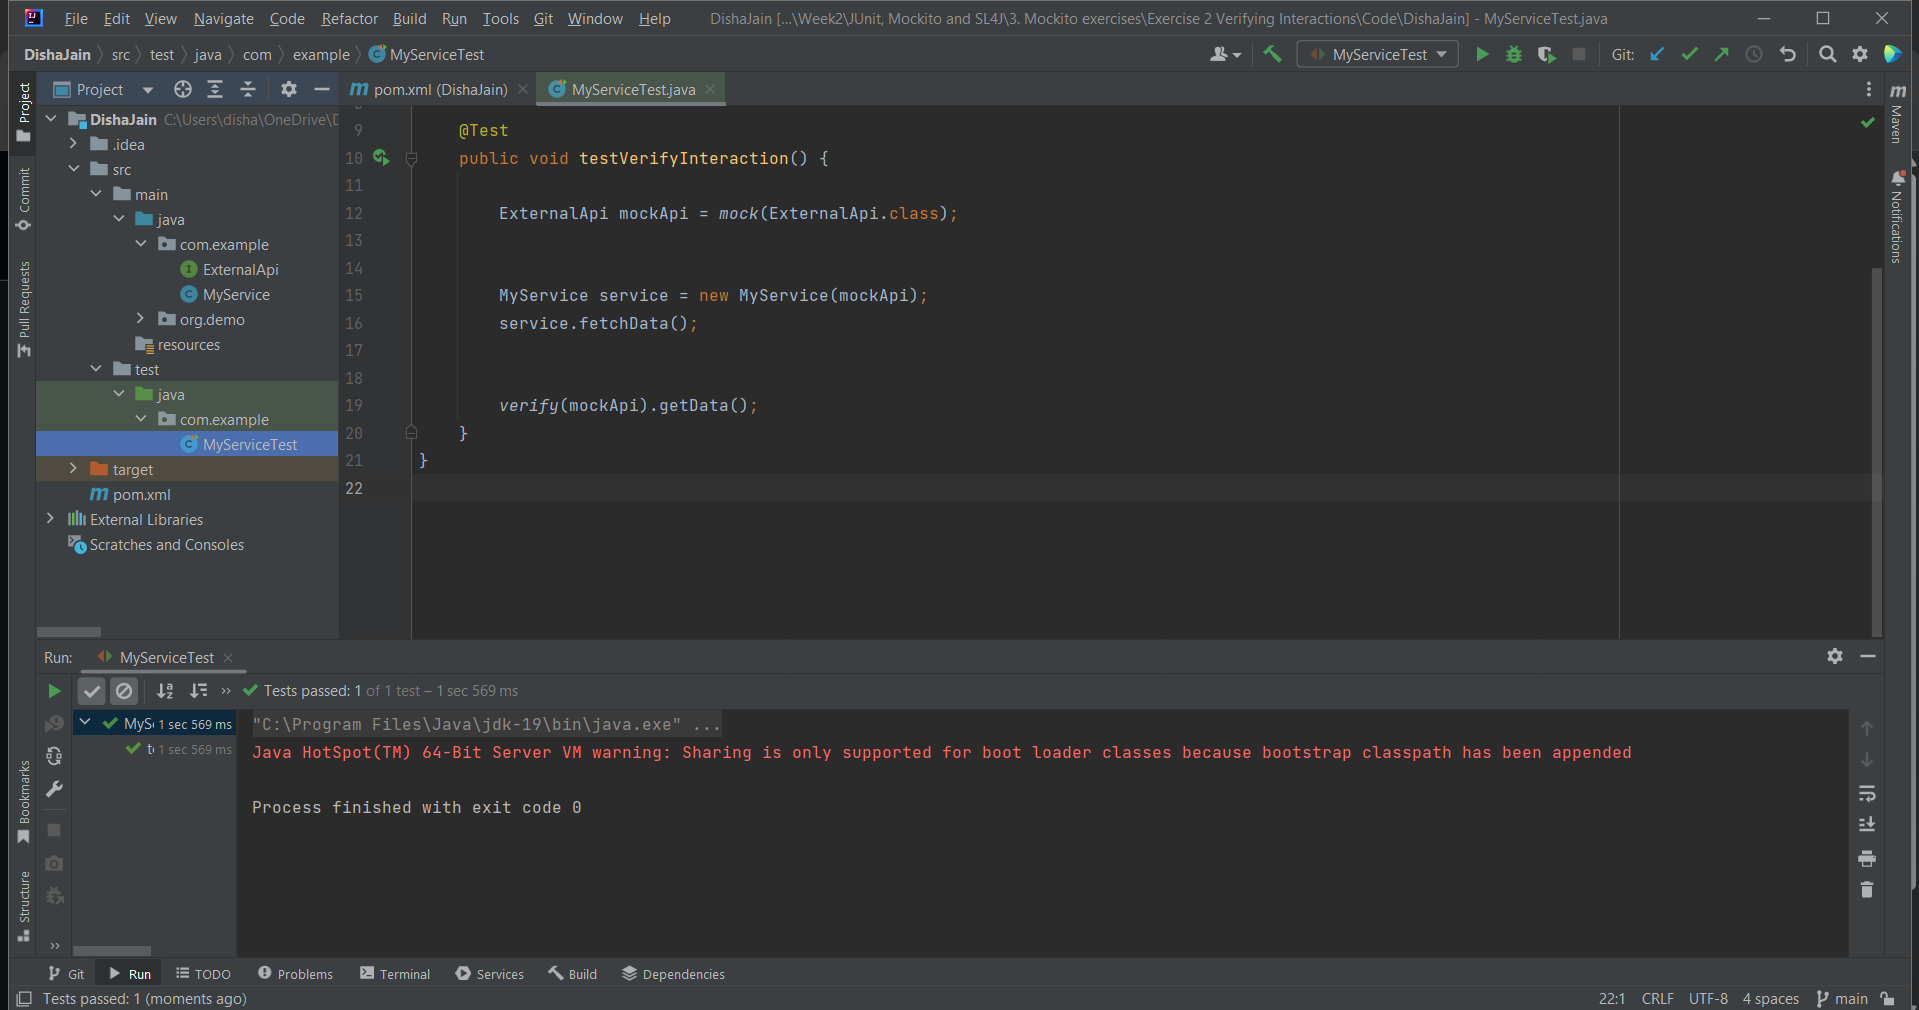 File Edit View Navigate Code Refactor Build Run Tools Git Window Help DishaJain [...\Week2\JUnit, Mockito and SL4J\3. Mockito exercises\Exercise 2 Verifying Interactions\Code\DishaJain] - MyServiceTest.java
DishaJain src test java com example MyServiceTest MyServiceTest Git:
Project
pom.xml (DishaJain) MyServiceTest.java
DishaJain C:\Users\disha\OneDrive\D
.idea
src
main
java
com.example
ExternalApi
MyService
org.demo
resources
test
java
com.example
MyServiceTest
target
pom.xml
External Libraries
Scratches and Consoles
9 @Test
10 public void testVerifyInteraction() {
11
12 ExternalApi mockApi = mock(ExternalApi.class);
13
14
15 MyService service = new MyService(mockApi);
16 service.fetchData();
17
18
19 verify(mockApi).getData();
20 }
21 }
22
Project
Commit
Pull Requests
Bookmarks
Structure
Maven
Notifications
Run: MyServiceTest
Tests passed: 1 of 1 test – 1 sec 569 ms
MyS 1 sec 569 ms
t 1 sec 569 ms
"C:\Program Files\Java\jdk-19\bin\java.exe" ...
Java HotSpot(TM) 64-Bit Server VM warning: Sharing is only supported for boot loader classes because bootstrap classpath has been appended
Process finished with exit code 0
Git Run TODO Problems Terminal Services Build Dependencies
Tests passed: 1 (moments ago) 22:1 CRLF UTF-8 4 spaces main